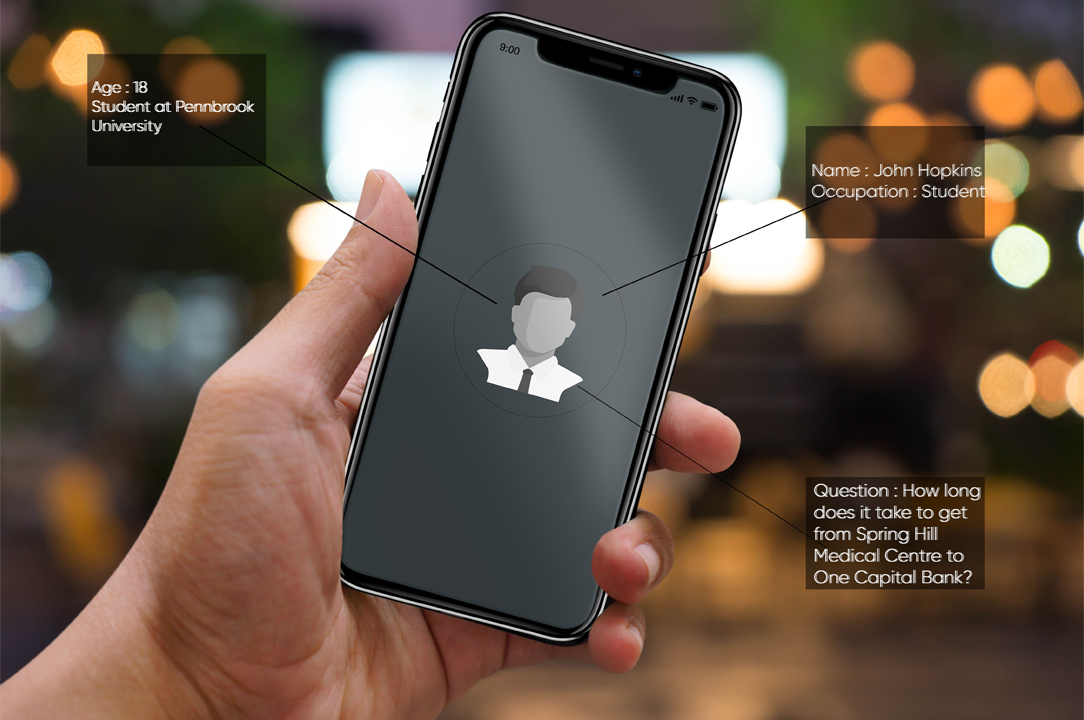 9:00
Age : 18
Student at Pennbrook
University
Name : John Hopkins
Occupation : Student
Question : How long
does it take to get
from Spring Hill
Medical Centre to
One Capital Bank?